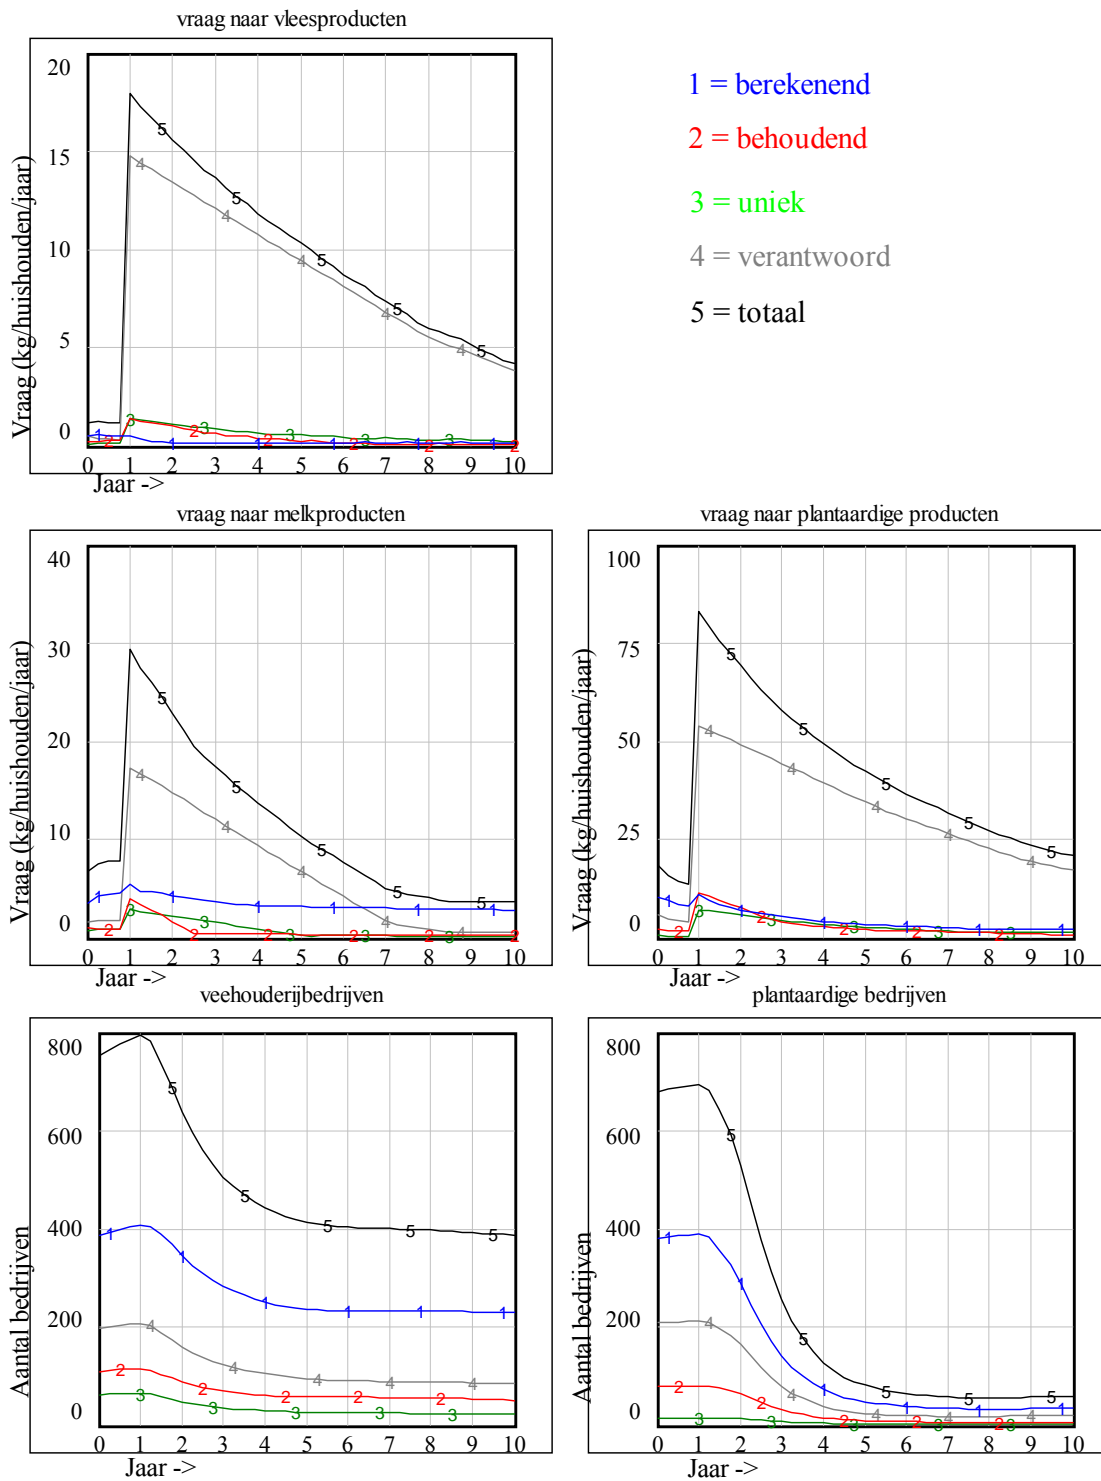 vraag naar vleesproducten
20
15
10
5
0
Vraag (kg/huishouden/jaar)
0 1 2 3 4 5 6 7 8 9 10
Jaar ->
1 = berekenend
2 = behoudend
3 = uniek
4 = verantwoord
5 = totaal
vraag naar melkproducten
40
30
20
10
0
Vraag (kg/huishouden/jaar)
0 1 2 3 4 5 6 7 8 9 10
Jaar ->
vraag naar plantaardige producten
100
75
50
25
0
Vraag (kg/huishouden/jaar)
0 1 2 3 4 5 6 7 8 9 10
Jaar ->
veehouderijbedrijven
800
600
400
200
0
Aantal bedrijven
0 1 2 3 4 5 6 7 8 9 10
Jaar ->
plantaardige bedrijven
800
600
400
200
0
Aantal bedrijven
0 1 2 3 4 5 6 7 8 9 10
Jaar ->